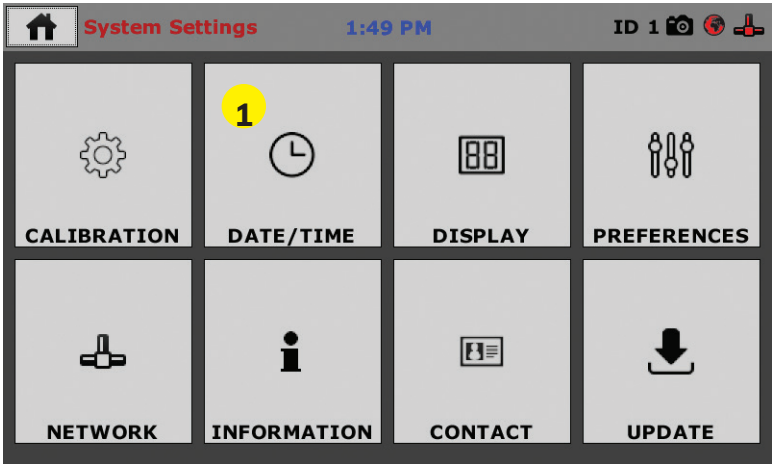 System Settings 1:49 PM ID 1
1
CALIBRATION DATE/TIME DISPLAY PREFERENCES
NETWORK INFORMATION CONTACT UPDATE